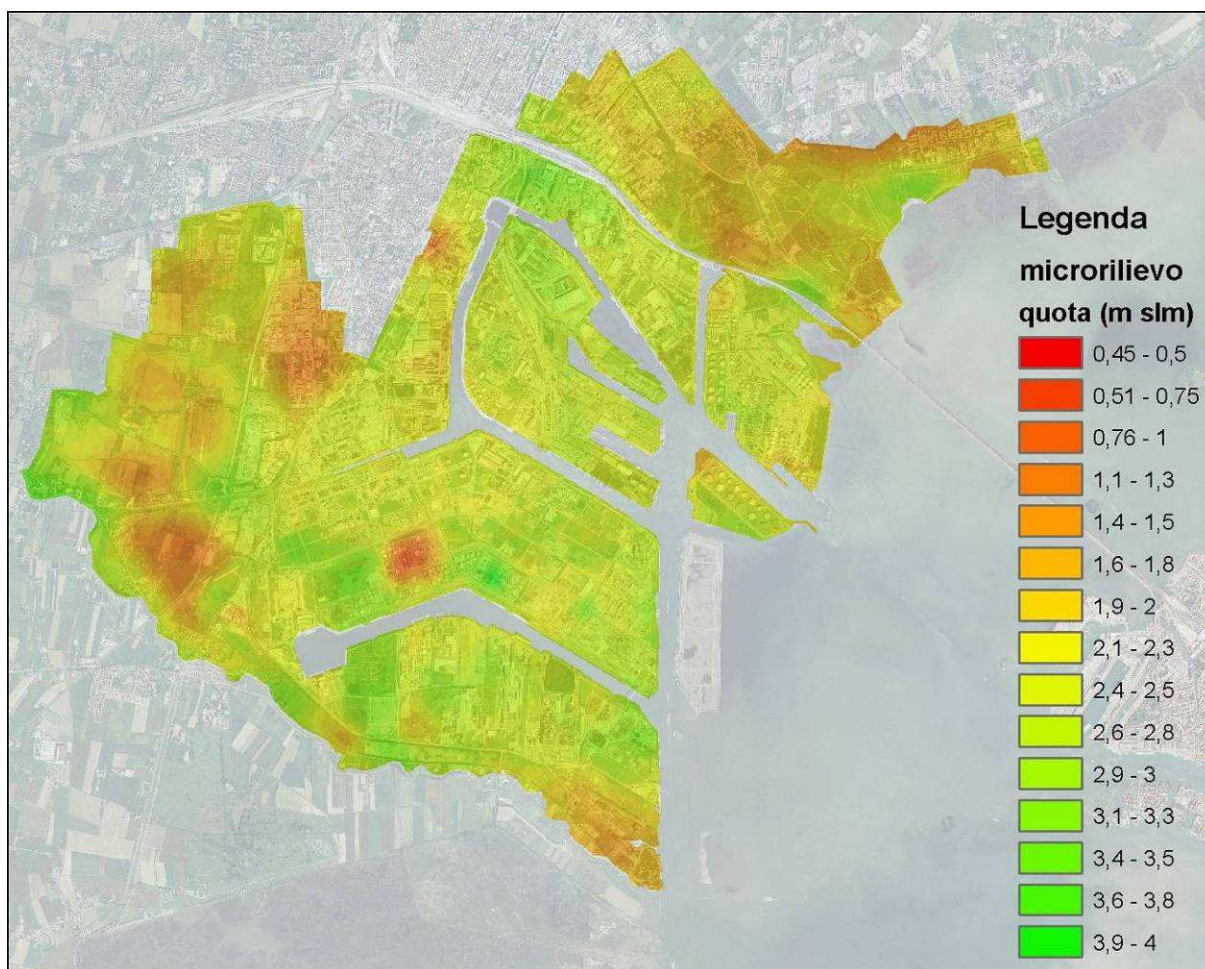 Legenda
microrilievo
quota (m slm)
0,45 - 0,5
0,51 - 0,75
0,76 - 1
1,1 - 1,3
1,4 - 1,5
1,6 - 1,8
1,9 - 2
2,1 - 2,3
2,4 - 2,5
2,6 - 2,8
2,9 - 3
3,1 - 3,3
3,4 - 3,5
3,6 - 3,8
3,9 - 4